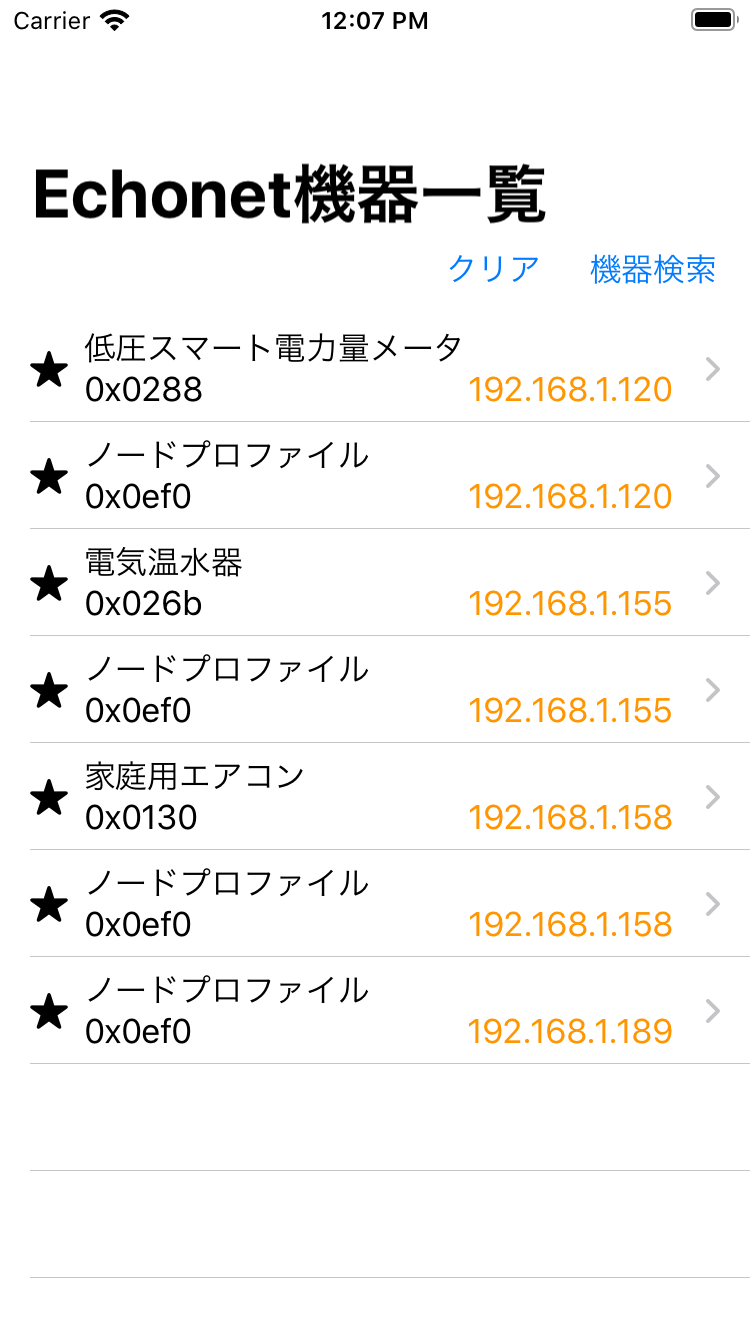 Carrier 12:07 PM
Echonet機器一覧
クリア 機器検索
低圧スマート電力量メータ
0x0288 192.168.1.120
ノードプロファイル
0x0ef0 192.168.1.120
電気温水器
0x026b 192.168.1.155
ノードプロファイル
0x0ef0 192.168.1.155
家庭用エアコン
0x0130 192.168.1.158
ノードプロファイル
0x0ef0 192.168.1.158
ノードプロファイル
0x0ef0 192.168.1.189